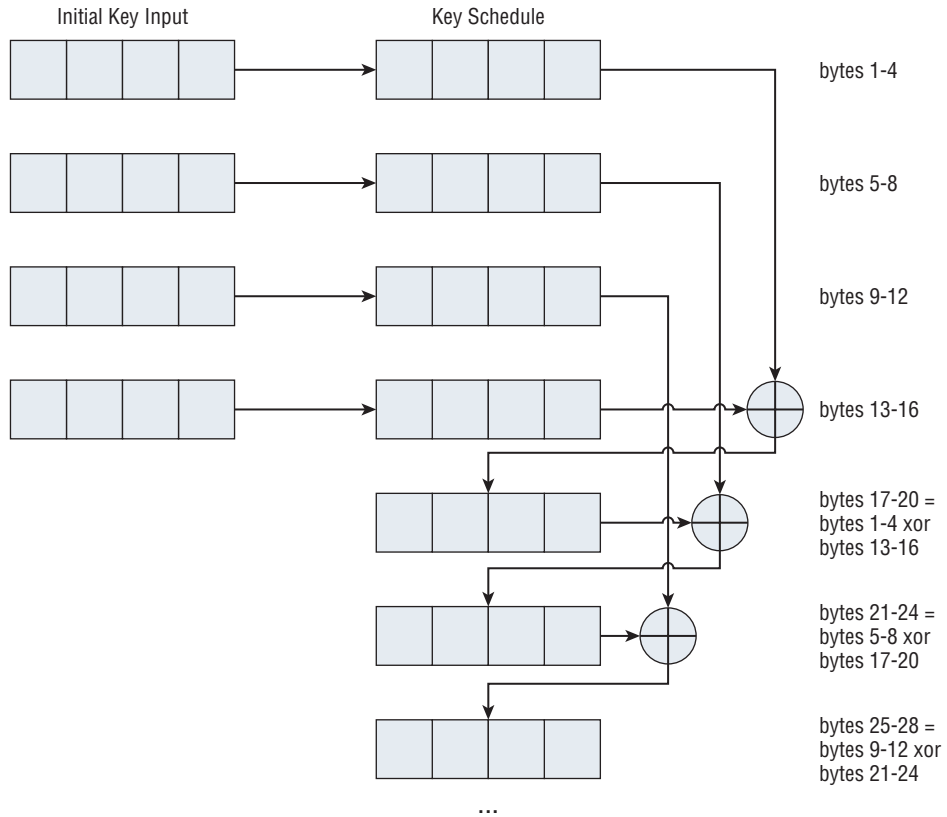 Initial Key Input
Key Schedule
bytes 1-4
bytes 5-8
bytes 9-12
bytes 13-16
bytes 17-20 =
bytes 1-4 xor
bytes 13-16
bytes 21-24 =
bytes 5-8 xor
bytes 17-20
bytes 25-28 =
bytes 9-12 xor
bytes 21-24
...